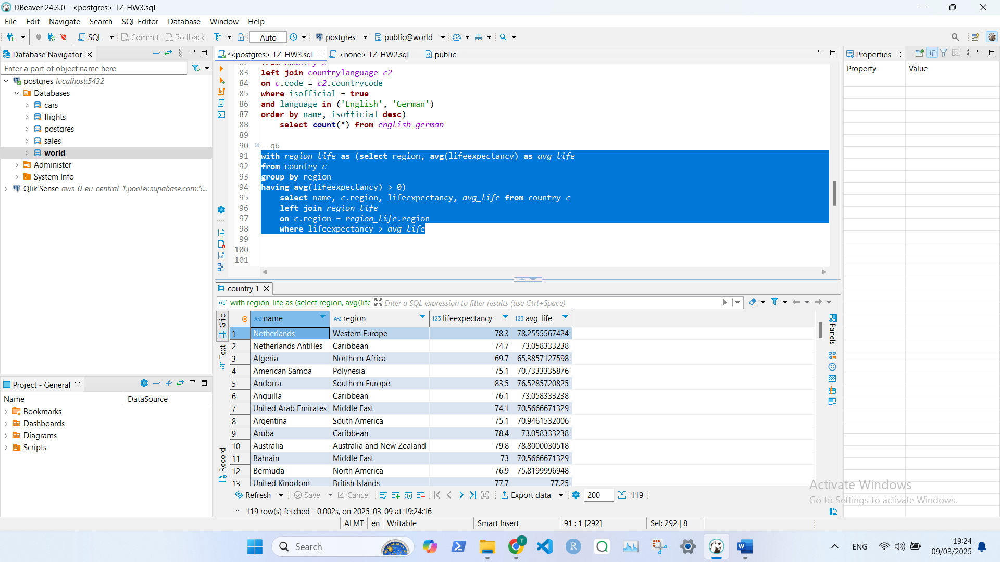 DBeaver 24.3.0 - <postgres> TZ-HW3.sql
File Edit Navigate Search SQL Editor Database Window Help
SQL Commit Rollback Auto postgres public@world
Database Navigator
Enter a part of object name here
postgres localhost:5432
Databases
cars
flights
postgres
sales
world
Administer
System Info
Qlik Sense aws-0-eu-central-1.pooler.supabase.com:5...
Project - General
Name DataSource
Bookmarks
Dashboards
Diagrams
Scripts
*<postgres> TZ-HW3.sql <none> TZ-HW2.sql public
82 from country c
83 left join countrylanguage c2
84 on c.code = c2.countrycode
85 where isofficial = true
86 and language in ('English', 'German')
87 order by name, isofficial desc)
88 select count(*) from english_german
89
90 --q6
91 with region_life as (select region, avg(lifeexpectancy) as avg_life
92 from country c
93 group by region
94 having avg(lifeexpectancy) > 0)
95 select name, c.region, lifeexpectancy, avg_life from country c
96 left join region_life
97 on c.region = region_life.region
98 where lifeexpectancy > avg_life
99
100
101
country 1
with region_life as (select region, avg(life Enter a SQL expression to filter results (use Ctrl+Space)
Grid
Text
Record
A-Z name A-Z region 123 lifeexpectancy 123 avg_life
1 Netherlands Western Europe 78.3 78.2555567424
2 Netherlands Antilles Caribbean 74.7 73.058333238
3 Algeria Northern Africa 69.7 65.3857127598
4 American Samoa Polynesia 75.1 70.7333335876
5 Andorra Southern Europe 83.5 76.5285720825
6 Anguilla Caribbean 76.1 73.058333238
7 United Arab Emirates Middle East 74.1 70.5666671329
8 Argentina South America 75.1 70.9461532006
9 Aruba Caribbean 78.4 73.058333238
10 Australia Australia and New Zealand 79.8 78.8000030518
11 Bahrain Middle East 73 70.5666671329
12 Bermuda North America 76.9 75.8199996948
13 United Kingdom British Islands 77.7 77.25
Panels
Refresh Save Cancel Export data 200 119
119 row(s) fetched - 0.002s, on 2025-03-09 at 19:24:16
Properties
Property Value
Activate Windows
Go to Settings to activate Windows.
ALMT en Writable Smart Insert 91 : 1 [292] Sel: 292 | 8
Search
ENG
19:24
09/03/2025